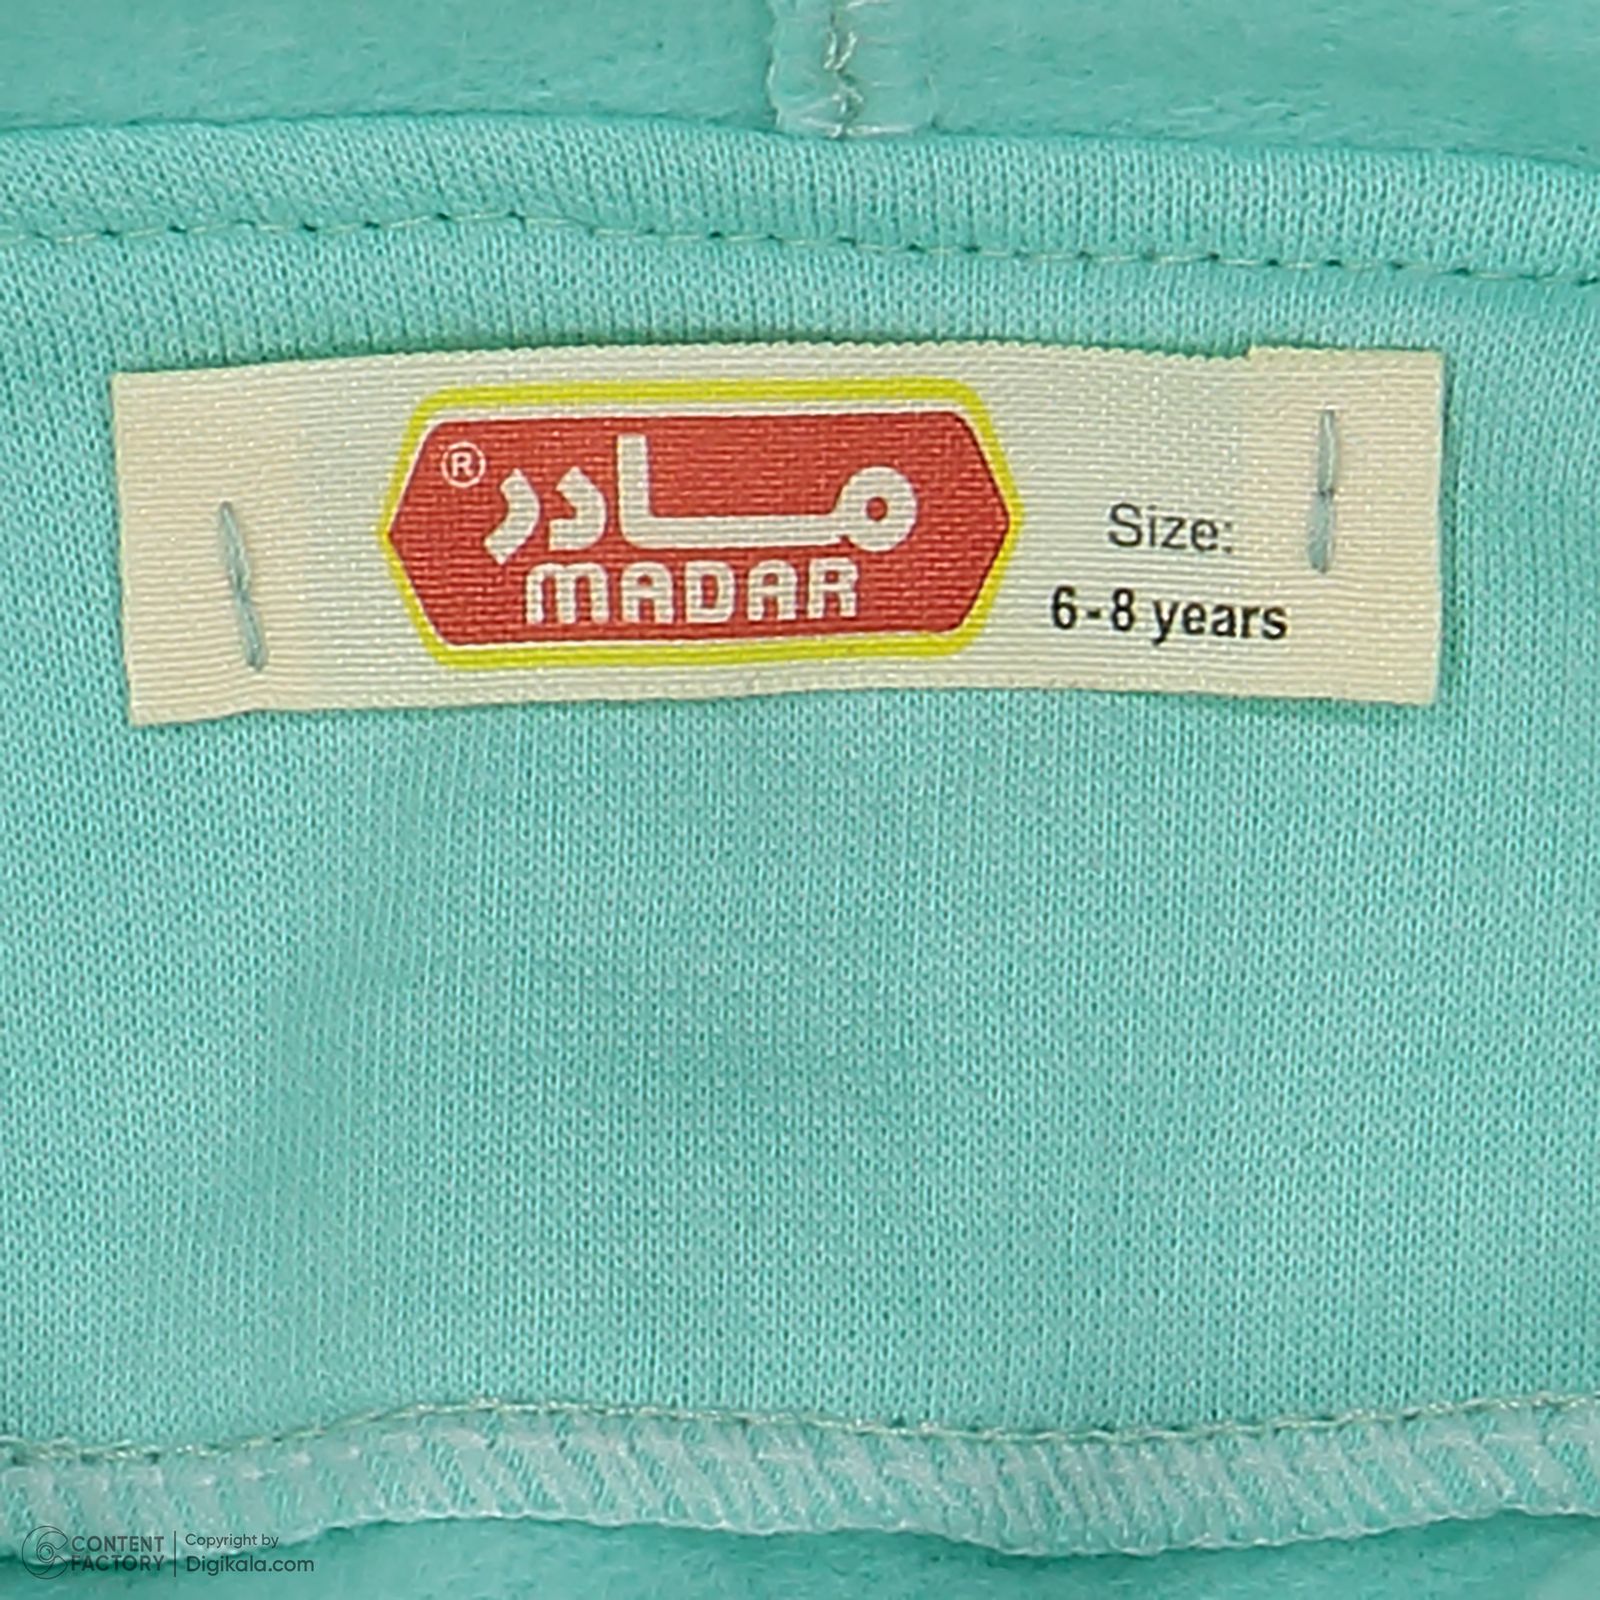 مادر ®
MADAR
Size:
6-8 years
CONTENT FACTORY
Copyright by
Digikala.com